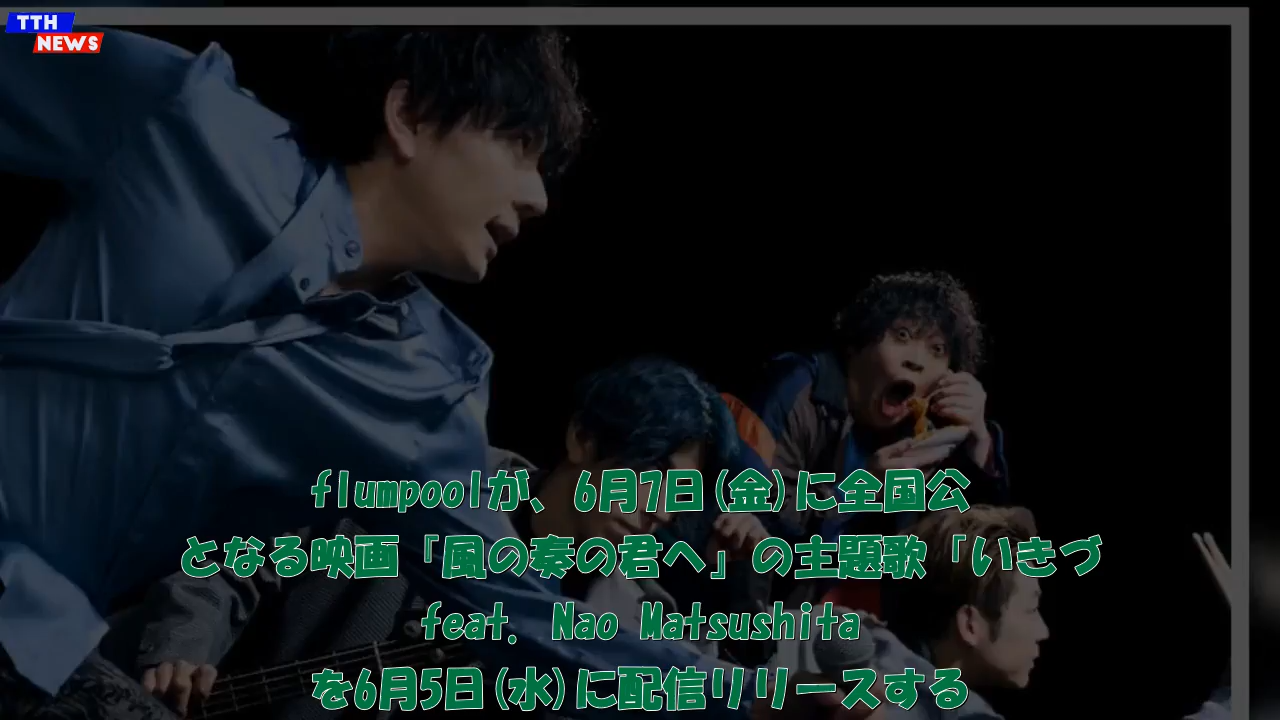 TTH
NEWS
flumpoolが、6月7日(金)に全国公
となる映画『風の奏の君へ』の主題歌「いきづ
feat. Nao Matsushita
を6月5日(水)に配信リリースする